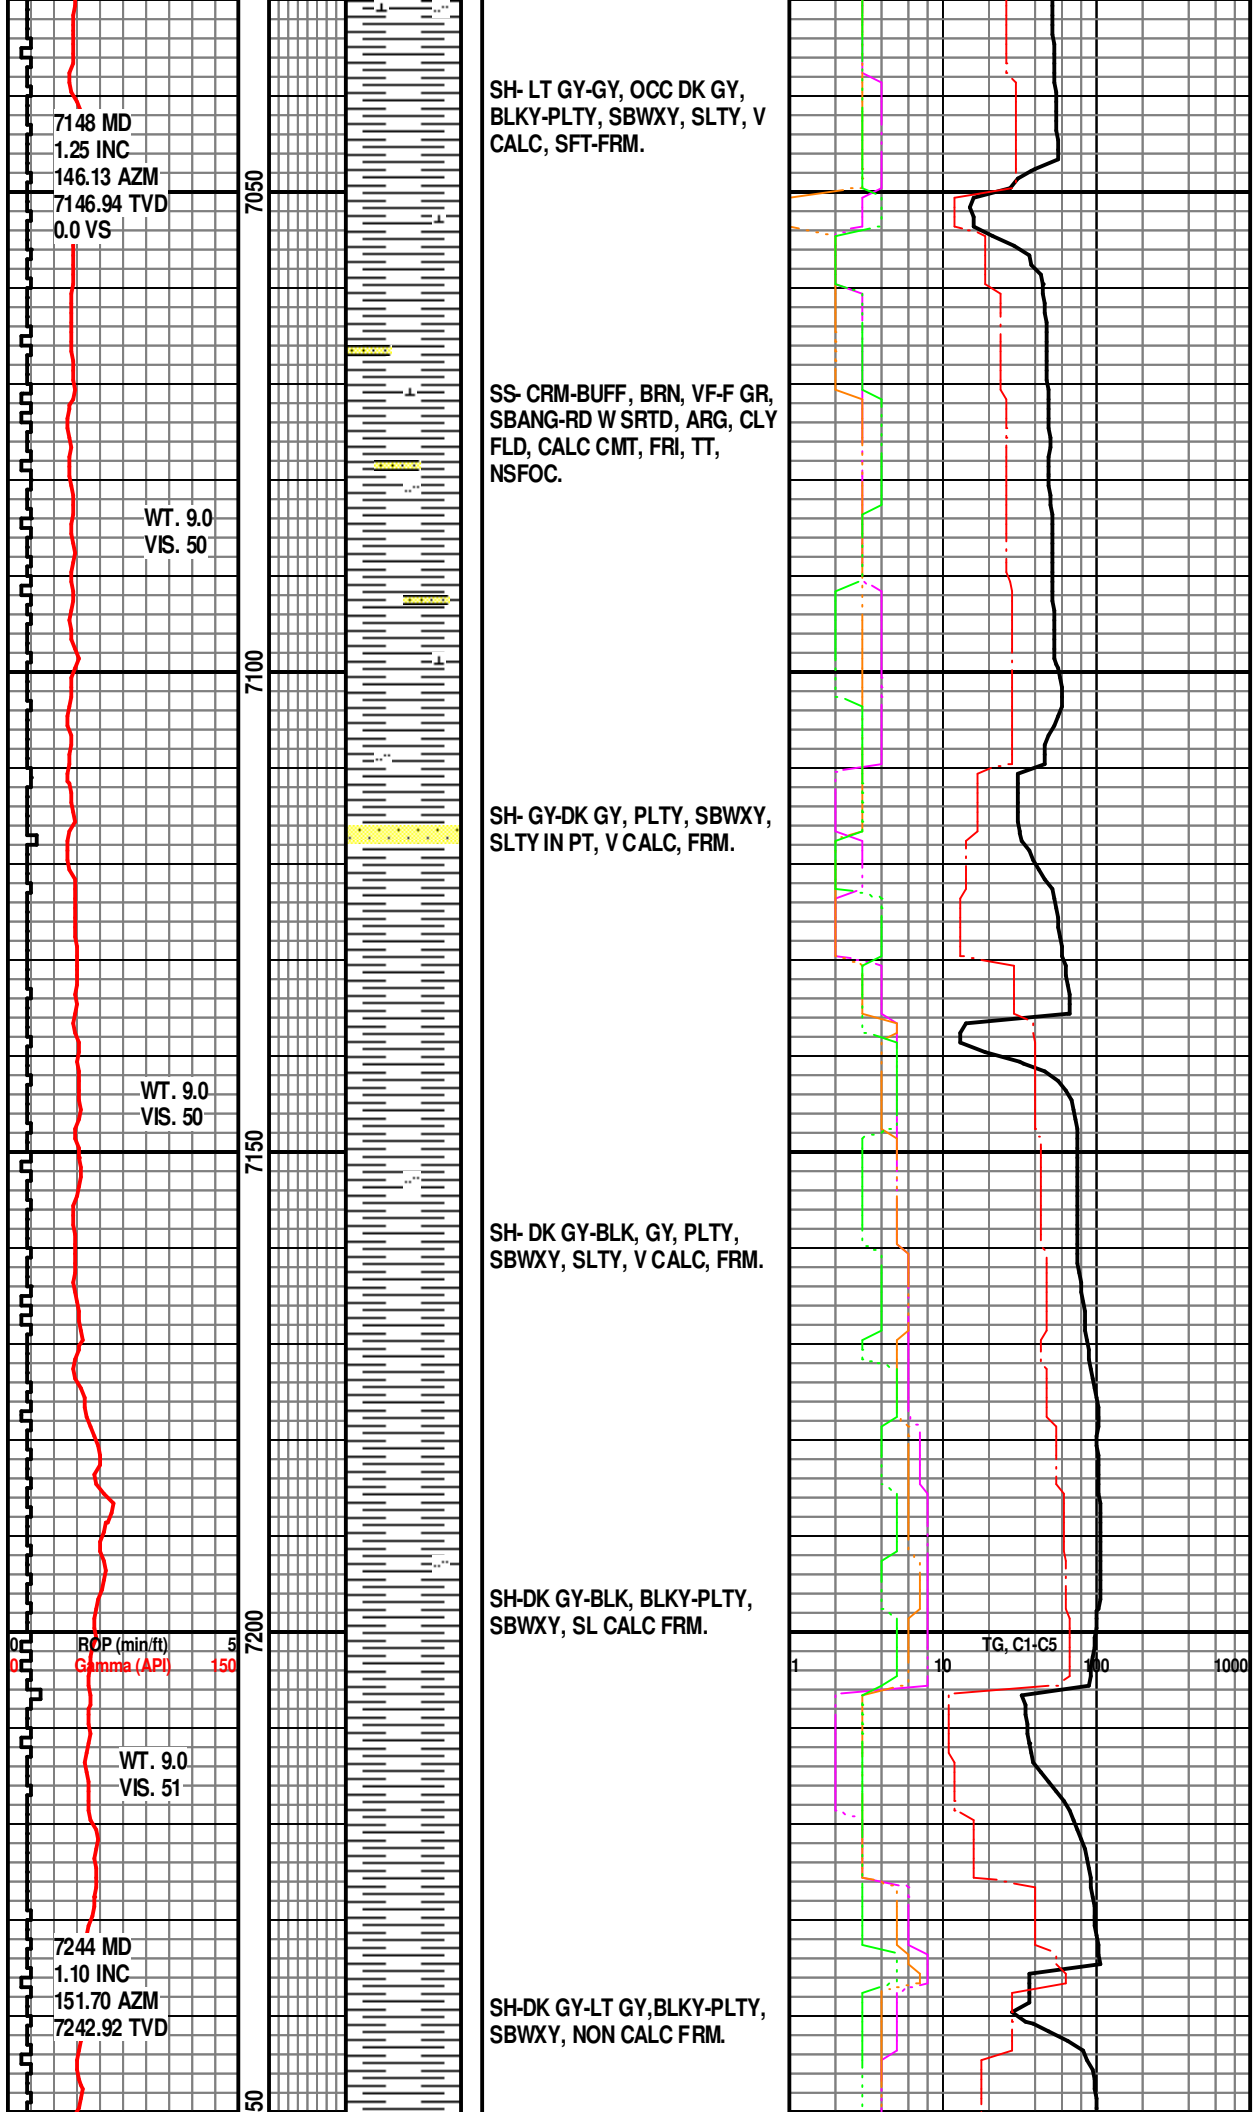 SH- LT GY-GY, OCC DK GY,
BLKY-PLTY, SBWXY, SLTY, V
CALC, SFT-FRM.
7148 MD
1.25 INC
146.13 AZM
7146.94 TVD
0.0 VS
7050
SS- CRM-BUFF, BRN, VF-F GR,
SBANG-RD W SRTD, ARG, CLY
FLD, CALC CMT, FRI, TT,
NSFOC.
WT. 9.0
VIS. 50
7100
SH- GY-DK GY, PLTY, SBWXY,
SLTY IN PT, V CALC, FRM.
WT. 9.0
VIS. 50
7150
SH- DK GY-BLK, GY, PLTY,
SBWXY, SLTY, V CALC, FRM.
SH-DK GY-BLK, BLKY-PLTY,
SBWXY, SL CALC FRM.
7200
0 ROP (min/ft) 5
0 Gamma (API) 150
TG, C1-C5
1 10 100 1000
WT. 9.0
VIS. 51
7244 MD
1.10 INC
151.70 AZM
7242.92 TVD
SH-DK GY-LT GY,BLKY-PLTY,
SBWXY, NON CALC FRM.
50